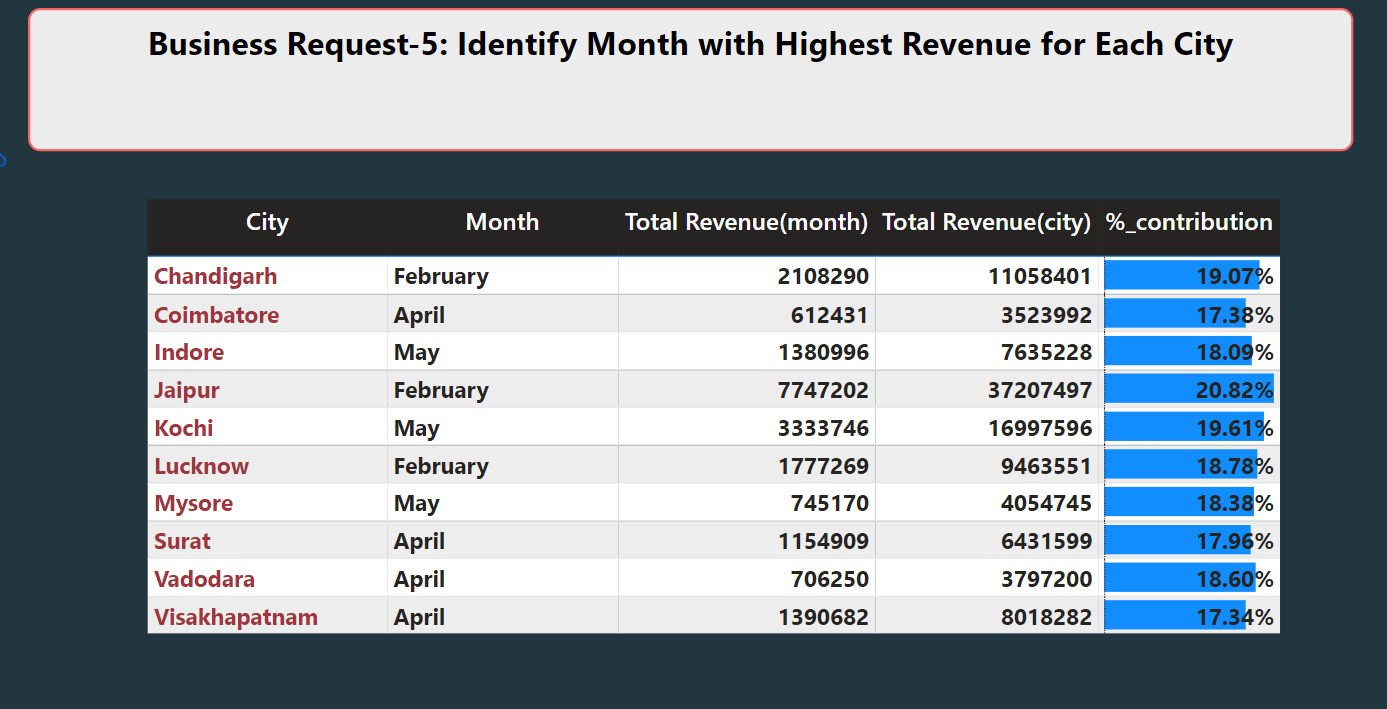 Business Request-5: Identify Month with Highest Revenue for Each City
City Month Total Revenue(month) Total Revenue(city) %_contribution
Chandigarh February 2108290 11058401 19.07%
Coimbatore April 612431 3523992 17.38%
Indore May 1380996 7635228 18.09%
Jaipur February 7747202 37207497 20.82%
Kochi May 3333746 16997596 19.61%
Lucknow February 1777269 9463551 18.78%
Mysore May 745170 4054745 18.38%
Surat April 1154909 6431599 17.96%
Vadodara April 706250 3797200 18.60%
Visakhapatnam April 1390682 8018282 17.34%